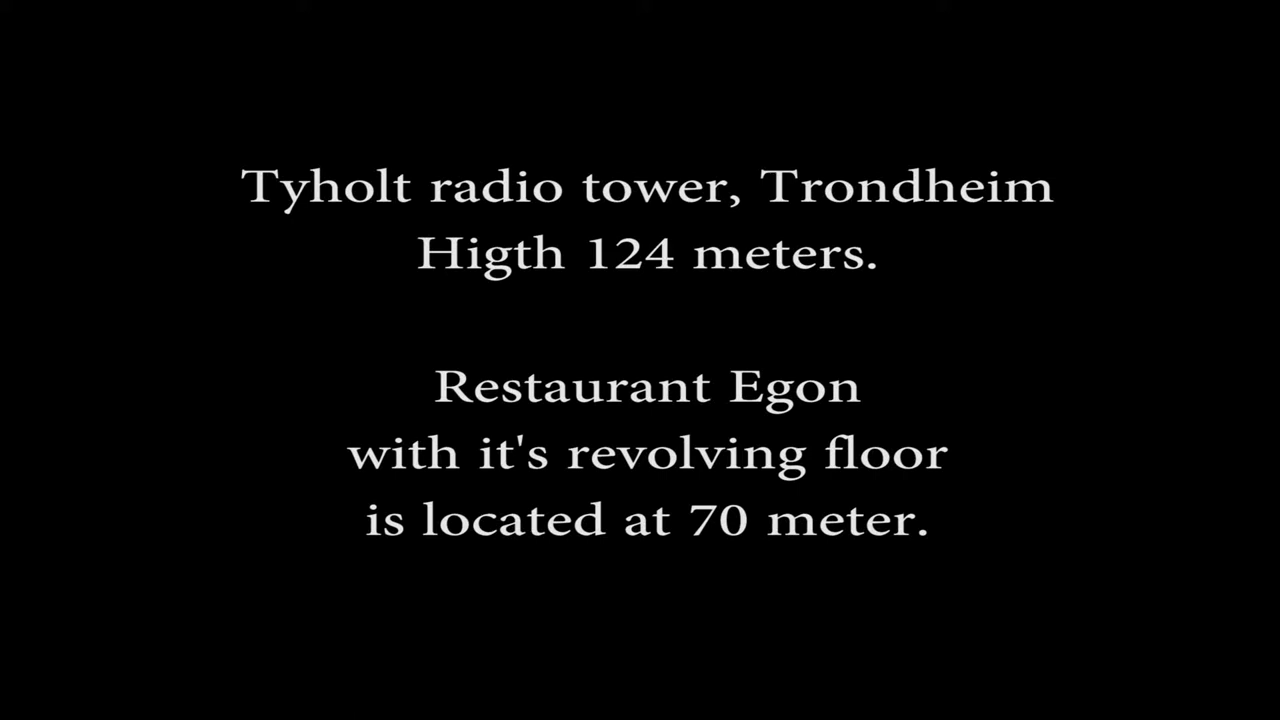 Tyholt radio tower, Trondheim
Higth 124 meters.
Restaurant Egon
with it's revolving floor
is located at 70 meter.